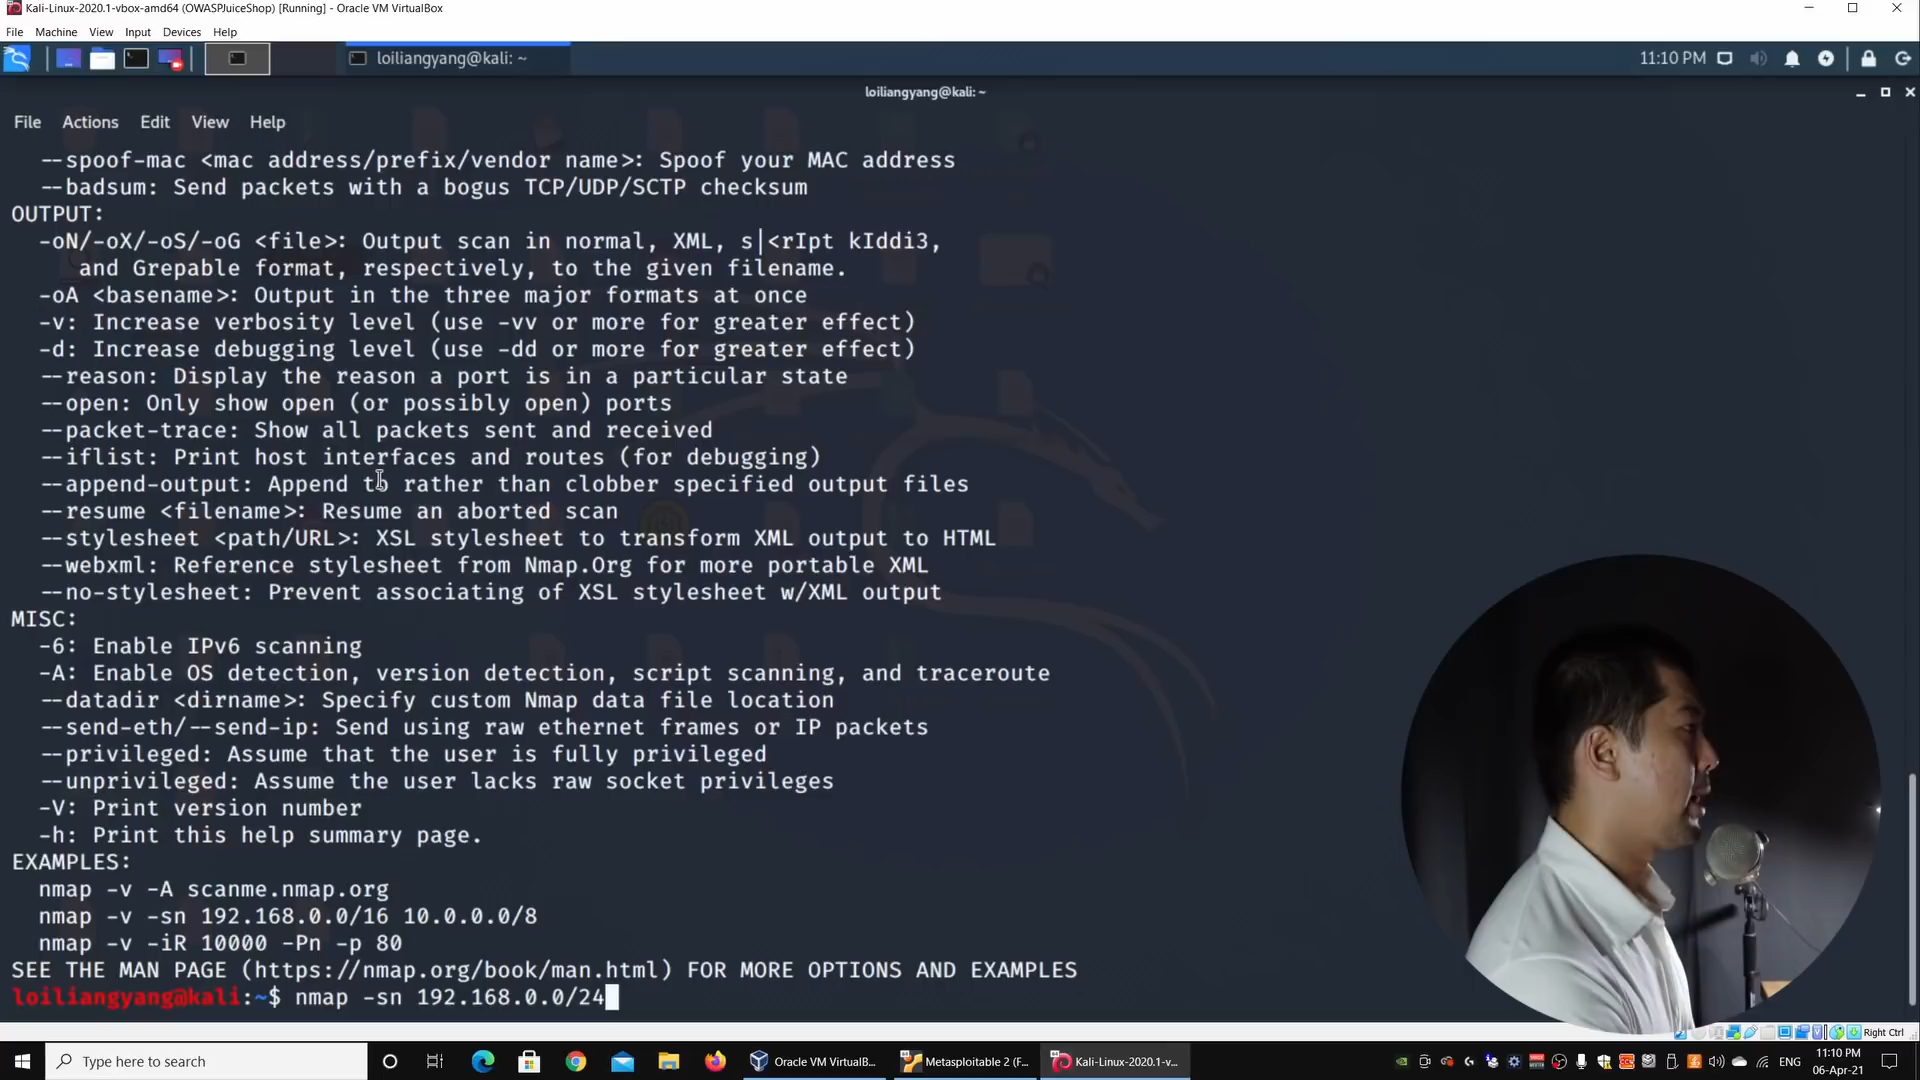 Kali-Linux-2020.1-vbox-amd64 (OWASPJuiceShop) [Running] - Oracle VM VirtualBox
File Machine View Input Devices Help
loiliangyang@kali: ~
11:10 PM
loiliangyang@kali:~
File Actions Edit View Help
--spoof-mac <mac address/prefix/vendor name>: Spoof your MAC address
--badsum: Send packets with a bogus TCP/UDP/SCTP checksum
OUTPUT:
-oN/-oX/-oS/-oG <file>: Output scan in normal, XML, s|<rIpt kIddi3,
and Grepable format, respectively, to the given filename.
-oA <basename>: Output in the three major formats at once
-v: Increase verbosity level (use -vv or more for greater effect)
-d: Increase debugging level (use -dd or more for greater effect)
--reason: Display the reason a port is in a particular state
--open: Only show open (or possibly open) ports
--packet-trace: Show all packets sent and received
--iflist: Print host interfaces and routes (for debugging)
--append-output: Append to rather than clobber specified output files
--resume <filename>: Resume an aborted scan
--stylesheet <path/URL>: XSL stylesheet to transform XML output to HTML
--webxml: Reference stylesheet from Nmap.Org for more portable XML
--no-stylesheet: Prevent associating of XSL stylesheet w/XML output
MISC:
-6: Enable IPv6 scanning
-A: Enable OS detection, version detection, script scanning, and traceroute
--datadir <dirname>: Specify custom Nmap data file location
--send-eth/--send-ip: Send using raw ethernet frames or IP packets
--privileged: Assume that the user is fully privileged
--unprivileged: Assume the user lacks raw socket privileges
-V: Print version number
-h: Print this help summary page.
EXAMPLES:
nmap -v -A scanme.nmap.org
nmap -v -sn 192.168.0.0/16 10.0.0.0/8
nmap -v -iR 10000 -Pn -p 80
SEE THE MAN PAGE (https://nmap.org/book/man.html) FOR MORE OPTIONS AND EXAMPLES
loiliangyang@kali:~$ nmap -sn 192.168.0.0/24
Right Ctrl
Type here to search
Oracle VM VirtualB...
Metasploitable 2 (F...
Kali-Linux-2020.1-v...
ENG
11:10 PM
06-Apr-21